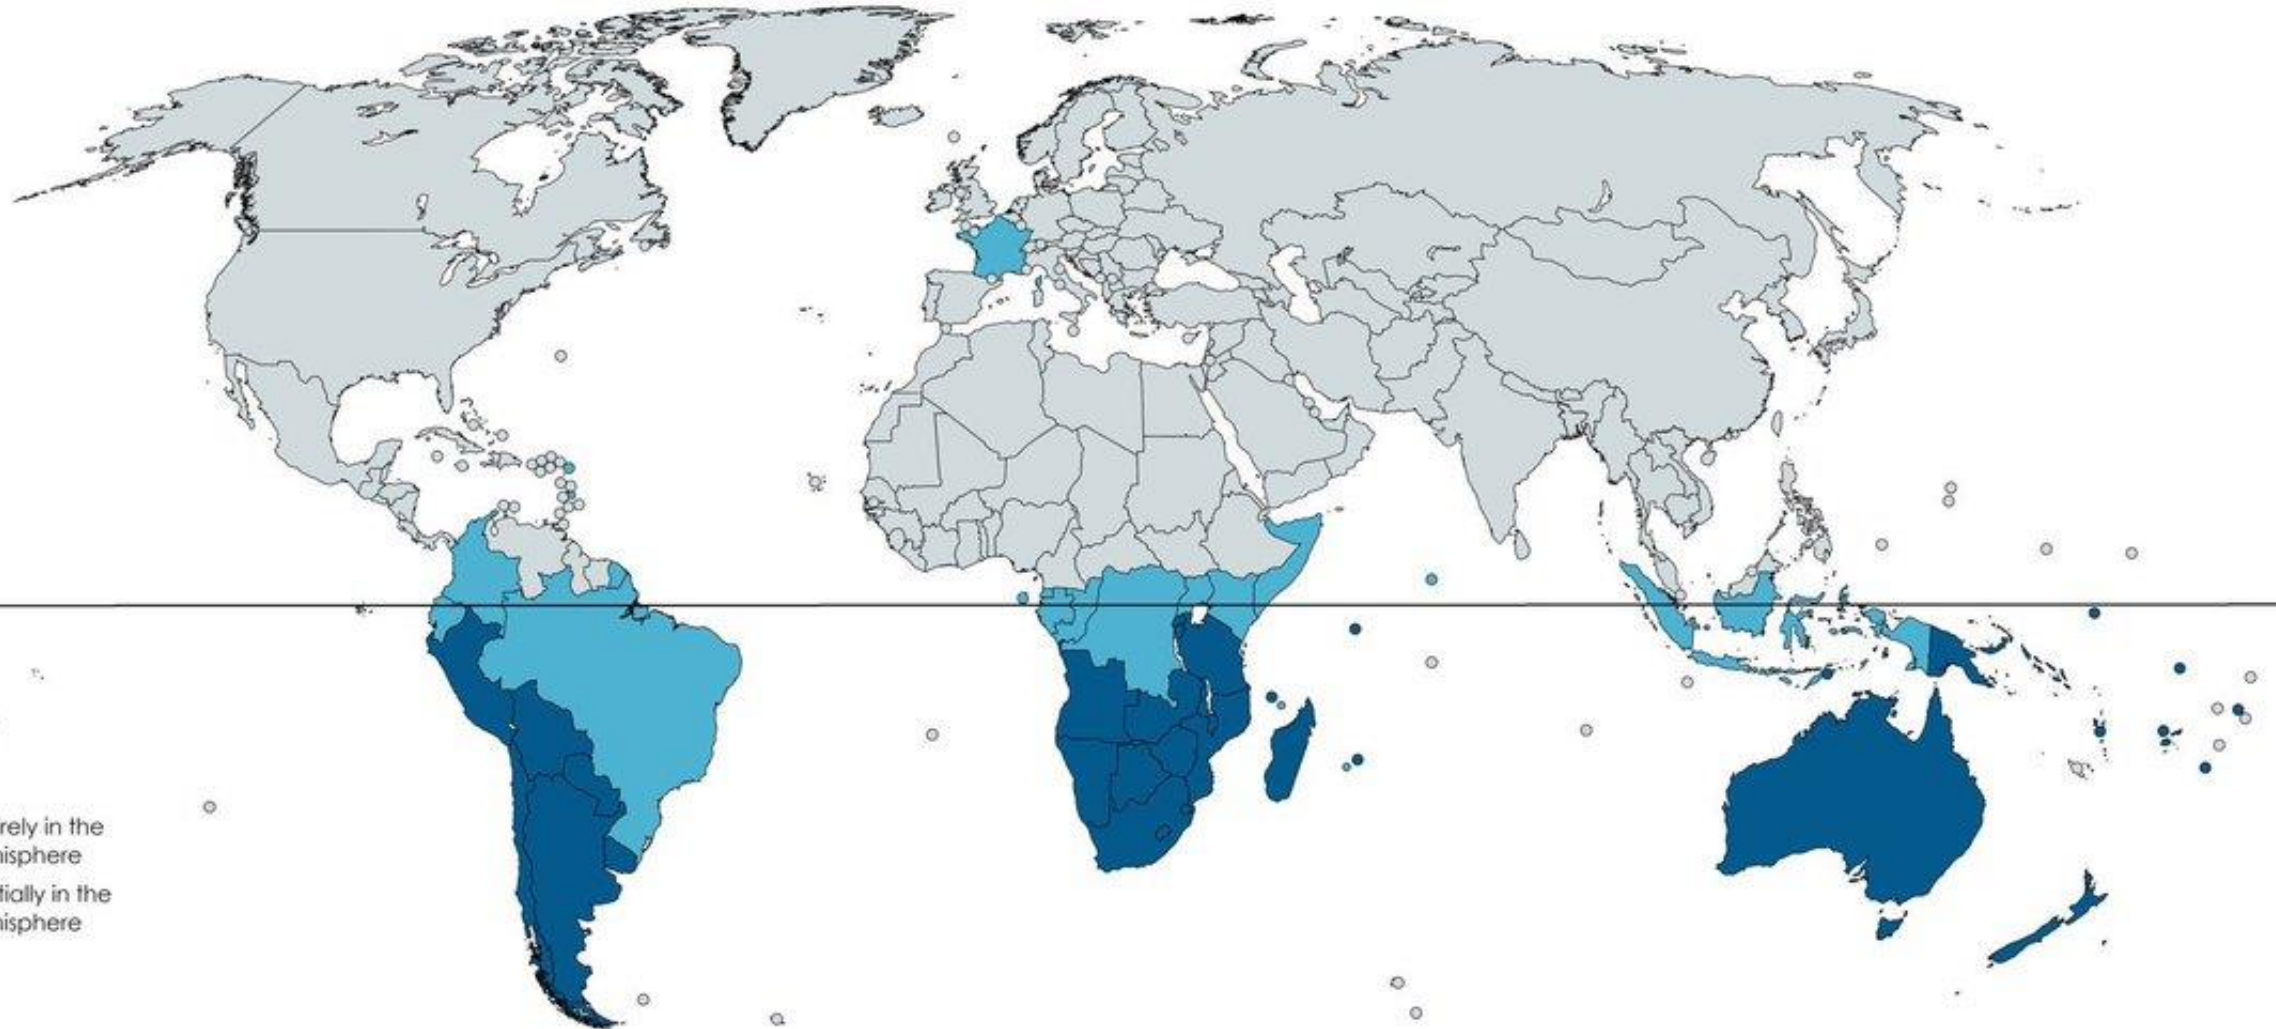 rely in the
nisphere
tially in the
nisphere